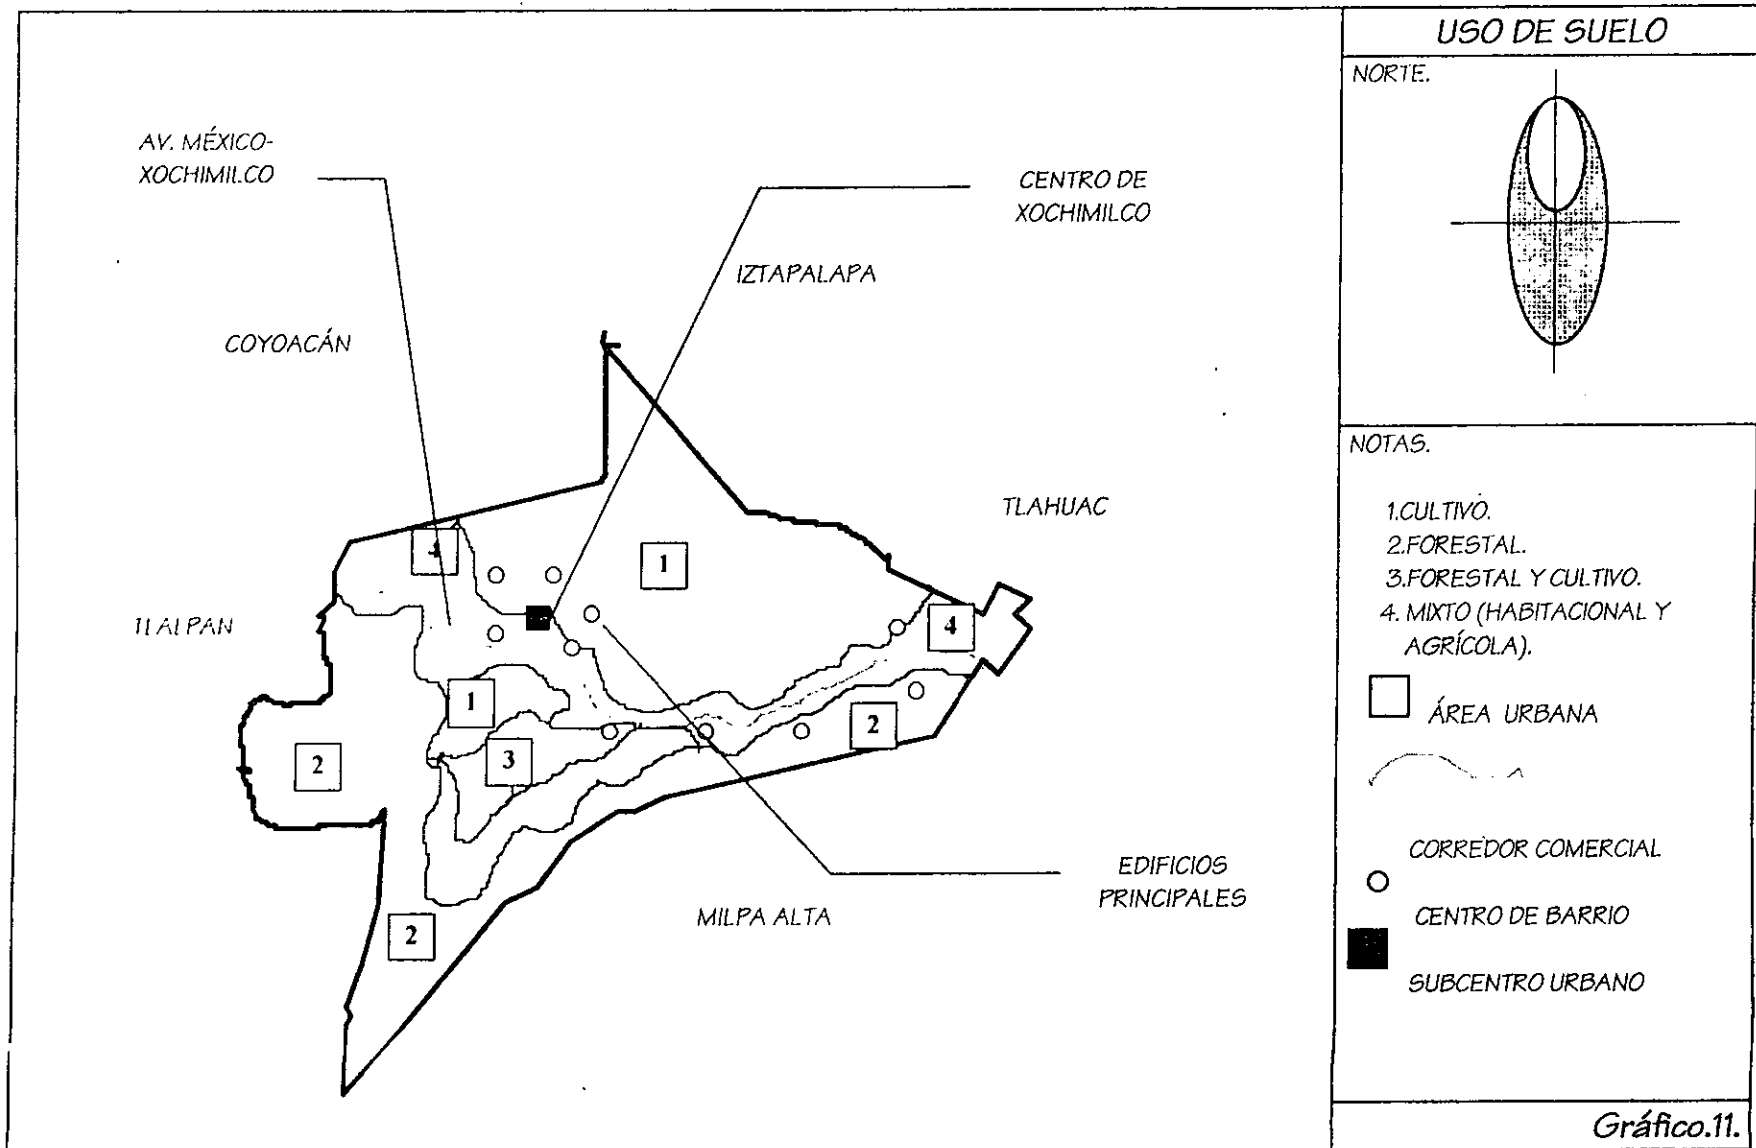 USO DE SUELO
NORTE.
AV. MÉXICO-
XOCHIMILCO
CENTRO DE
XOCHIMILCO
IZTAPALAPA
COYOACÁN
TLAHUAC
TLALPAN
4
1
4
1
2
3
2
2
EDIFICIOS
PRINCIPALES
MILPA ALTA
NOTAS.
1.CULTIVO.
2.FORESTAL.
3.FORESTAL Y CULTIVO.
4. MIXTO (HABITACIONAL Y
AGRÍCOLA).
ÁREA URBANA
CORREDOR COMERCIAL
CENTRO DE BARRIO
SUBCENTRO URBANO
Gráfico.11.